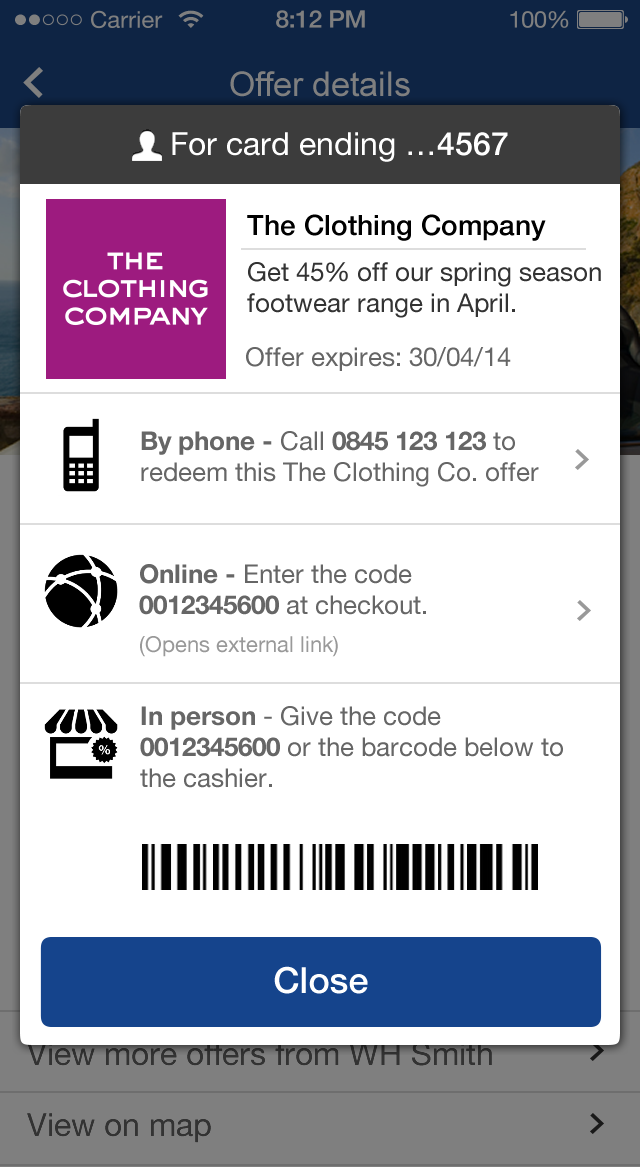 Carrier 8:12 PM 100%
Offer details
For card ending ...4567
THE
CLOTHING
COMPANY
The Clothing Company
Get 45% off our spring season
footwear range in April.
Offer expires: 30/04/14
By phone - Call 0845 123 123 to
redeem this The Clothing Co. offer
Online - Enter the code
0012345600 at checkout.
(Opens external link)
In person - Give the code
%
0012345600 or the barcode below to
the cashier.
Close
View more offers from WH Smith
View on map